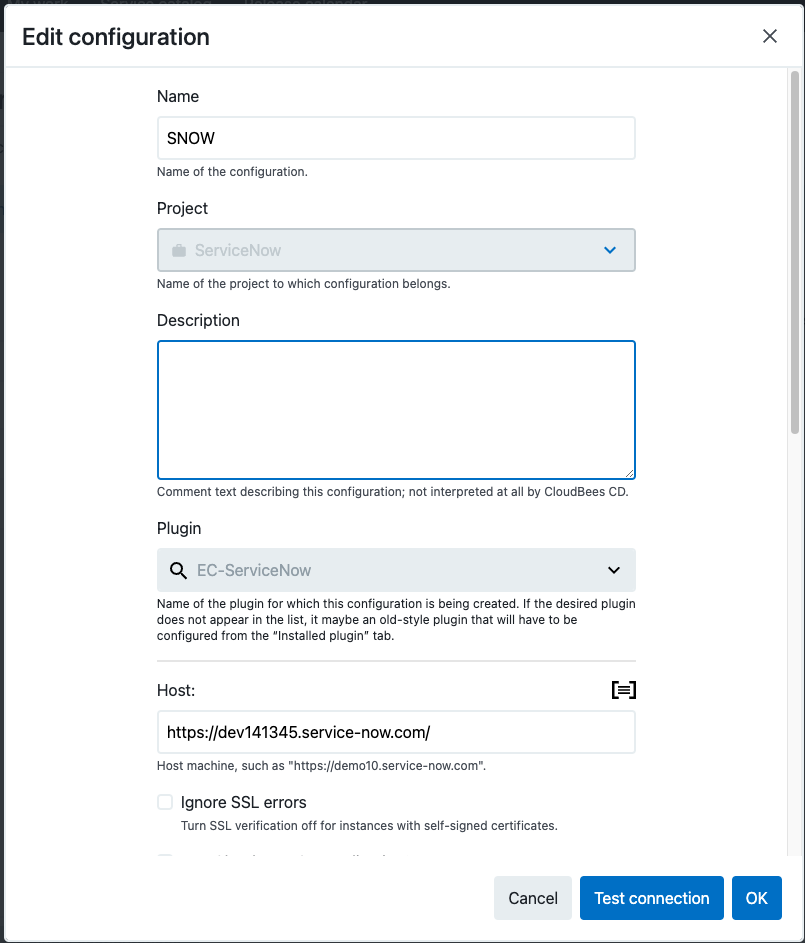 Edit configuration
Name
SNOW
Name of the configuration.
Project
ServiceNow
Name of the project to which configuration belongs.
Description
Comment text describing this configuration; not interpreted at all by CloudBees CD.
Plugin
EC-ServiceNow
Name of the plugin for which this configuration is being created. If the desired plugin
does not appear in the list, it maybe an old-style plugin that will have to be
configured from the “Installed plugin” tab.
Host:
https://dev141345.service-now.com/
Host machine, such as "https://demo10.service-now.com".
Ignore SSL errors
Turn SSL verification off for instances with self-signed certificates.
Cancel
Test connection
OK